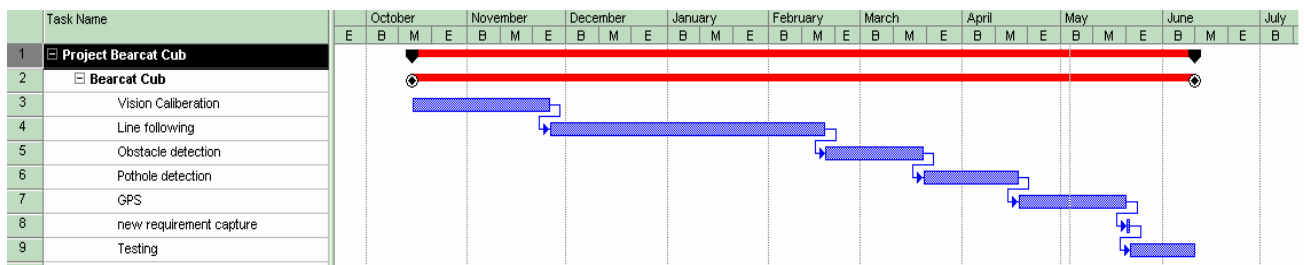 Task Name
October November December January February March April May June July
E B M E B M E B M E B M E B M E B M E B M E B M E B M E B
1 Project Bearcat Cub
2 Bearcat Cub
3 Vision Caliberation
4 Line following
5 Obstacle detection
6 Pothole detection
7 GPS
8 new requirement capture
9 Testing